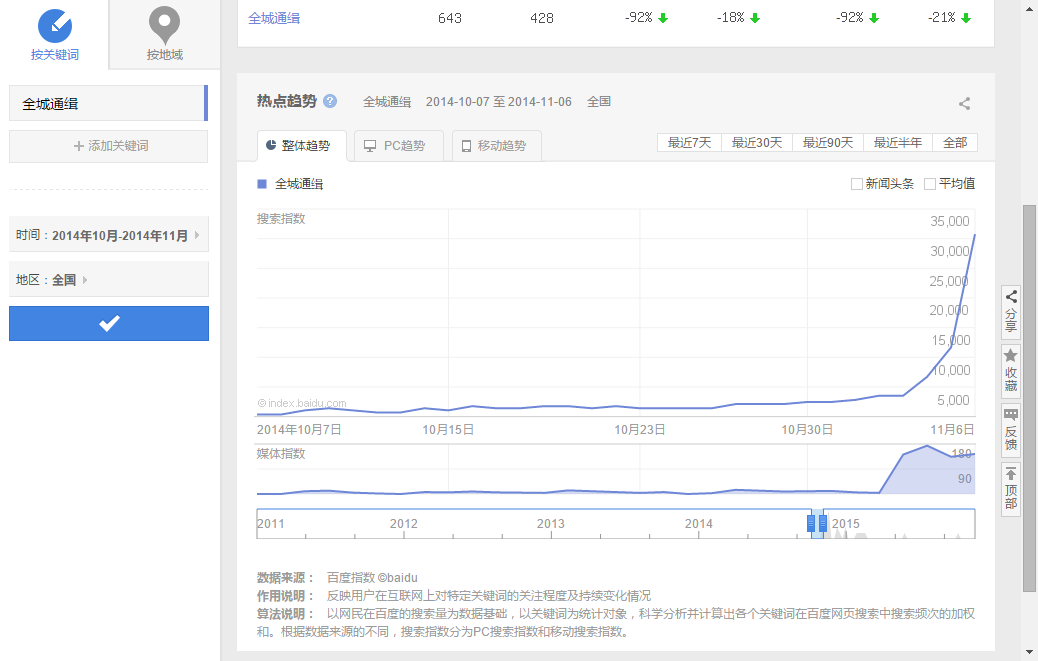 按关键词
按地域
全城通缉
＋添加关键词
时间：2014年10月-2014年11月
地区：全国
全城通缉 643 428 -92% -18% -92% -21%
热点趋势 ? 全城通缉 2014-10-07 至 2014-11-06 全国
整体趋势 PC趋势 移动趋势
最近7天 最近30天 最近90天 最近半年 全部
全城通缉
新闻头条 平均值
搜索指数
35,000
30,000
25,000
20,000
15,000
10,000
5,000
©index.baidu.com
2014年10月7日 10月15日 10月23日 10月30日 11月6日
媒体指数
180
90
2011 2012 2013 2014 2015
数据来源： 百度指数 ©baidu
作用说明： 反映用户在互联网上对特定关键词的关注程度及持续变化情况
算法说明： 以网民在百度的搜索量为数据基础，以关键词为统计对象，科学分析并计算出各个关键词在百度网页搜索中搜索频次的加权
和。根据数据来源的不同，搜索指数分为PC搜索指数和移动搜索指数。
分享
收藏
反馈
顶部